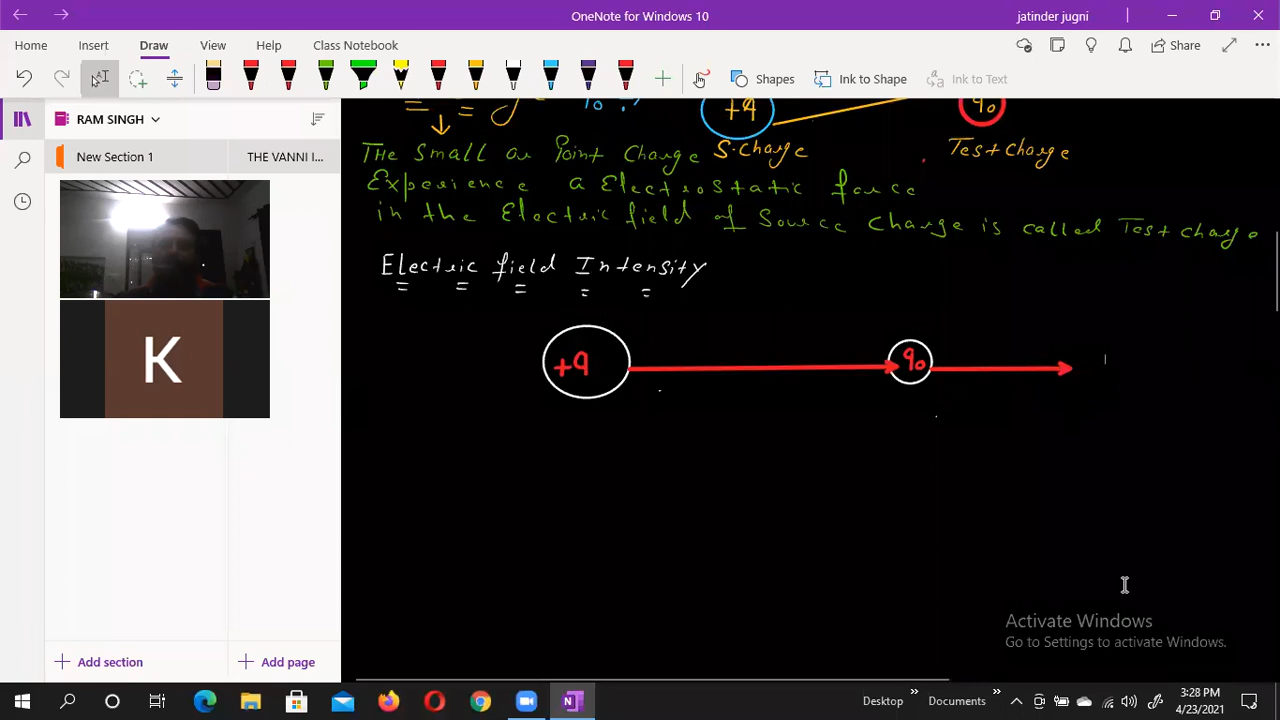 OneNote for Windows 10
jatinder jugni
Home
Insert
Draw
View
Help
Class Notebook
Share
Shapes
Ink to Shape
Ink to Text
RAM SINGH
New Section 1
THE VANNI I...
+q
q0
S.Charge
Test Charge
The Small or Point Charge
Experience a Electrostatic force
in the Electric field of Source Charge is called Test charge
Electric field Intensity
+q
q0
K
Activate Windows
Go to Settings to activate Windows.
Add section
Add page
Desktop
Documents
3:28 PM
4/23/2021